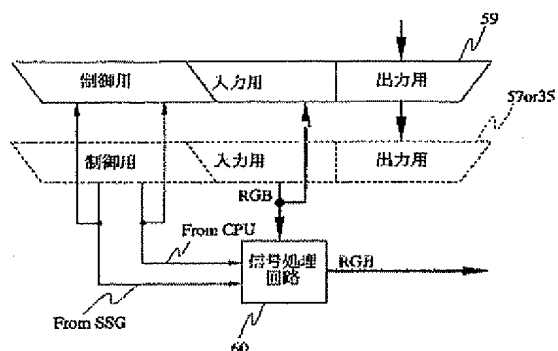 59
制御用 入力用 出力用
57or35
制御用 入力用 出力用
RGB
From CPU
信号処理
回路
RGB
From SSG
60